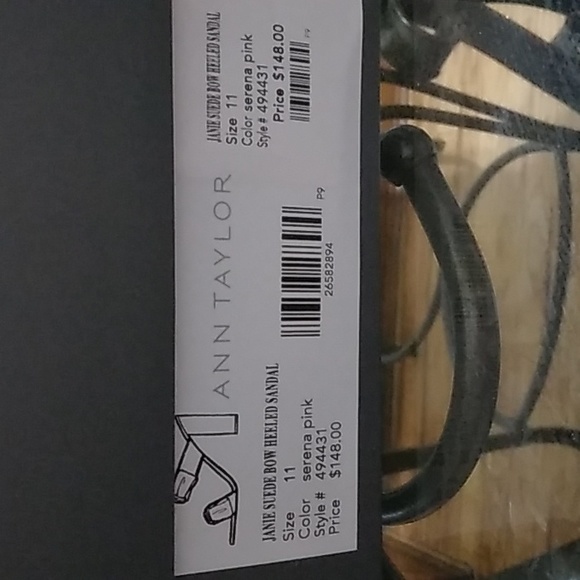 ANN TAYLOR
JANIE SUEDE BOW HEELED SANDAL
Size 11
Color serena pink
Style # 494431
Price $148.00
26582894
P9
JANIE SUEDE BOW HEELED SANDAL
Size 11
Color serena pink
Style # 494431
Price $148.00
P9